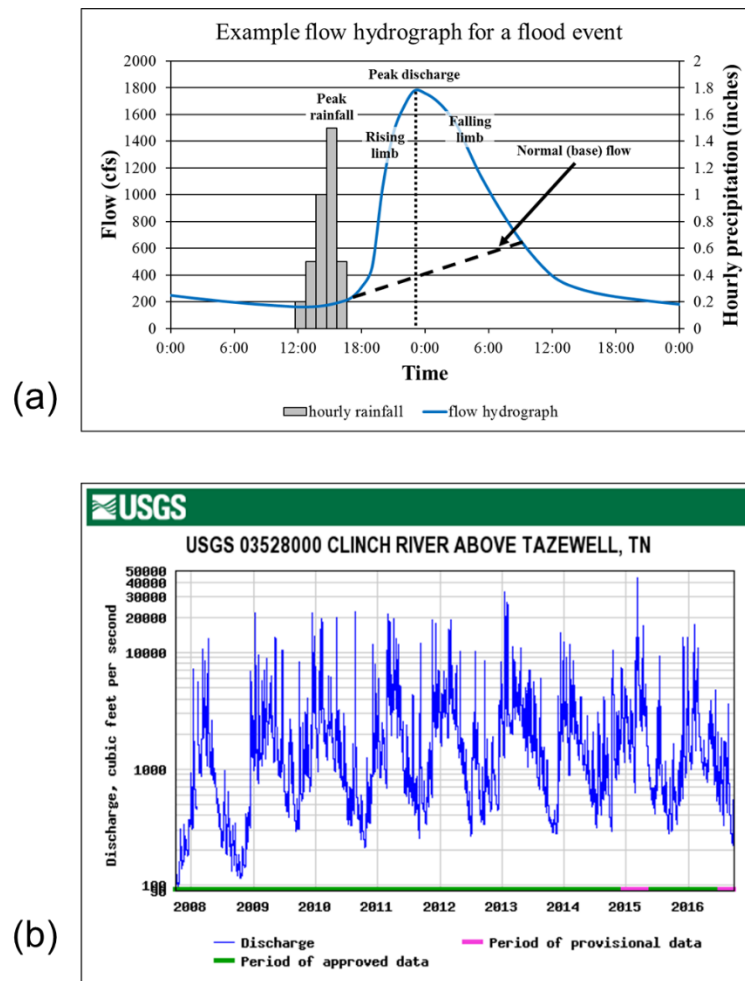 (a)
Example flow hydrograph for a flood event
Flow (cfs)
2000
1800
1600
1400
1200
1000
800
600
400
200
0
Peak discharge
Peak
rainfall
Rising
limb
Falling
limb
Normal (base) flow
2
1.8
1.6
1.4
1.2
1
0.8
0.6
0.4
0.2
0
Hourly precipitation (inches)
0:00 6:00 12:00 18:00 0:00 6:00 12:00 18:00 0:00
Time
hourly rainfall flow hydrograph
(b)
USGS
USGS 03528000 CLINCH RIVER ABOVE TAZEWELL, TN
Discharge, cubic feet per second
50000
40000
30000
20000
10000
1000
100
90
2008 2009 2010 2011 2012 2013 2014 2015 2016
Discharge Period of provisional data
Period of approved data